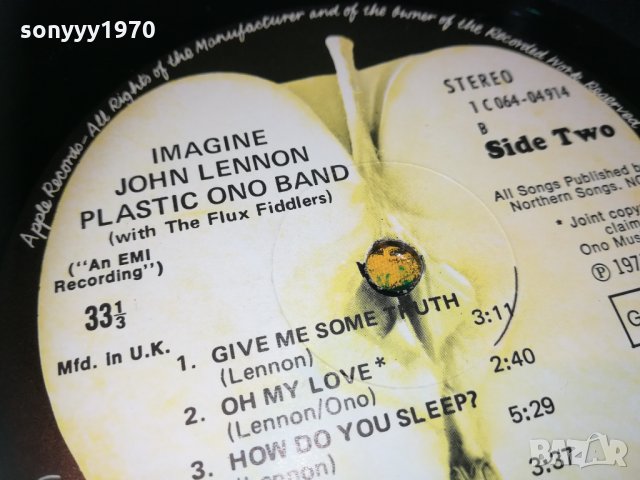 sonyyy1970
Apple Records-All Rights of the Manufacturer and of the Owner of the Recorded Work Reserved
IMAGINE
JOHN LENNON
PLASTIC ONO BAND
(with The Flux Fiddlers)
("An EMI
Recording")
33⅓
Mfd. in U.K.
STEREO
1 C 064-04914
B
Side Two
All Songs Published b
Northern Songs. NC
* Joint copy
claim
Ono Mus
℗ 197
G
1. GIVE ME SOME TRUTH 3:11
(Lennon)
2. OH MY LOVE* 2:40
(Lennon/Ono)
3. HOW DO YOU SLEEP? 5:29
(Lennon)
3:37
BAZAR